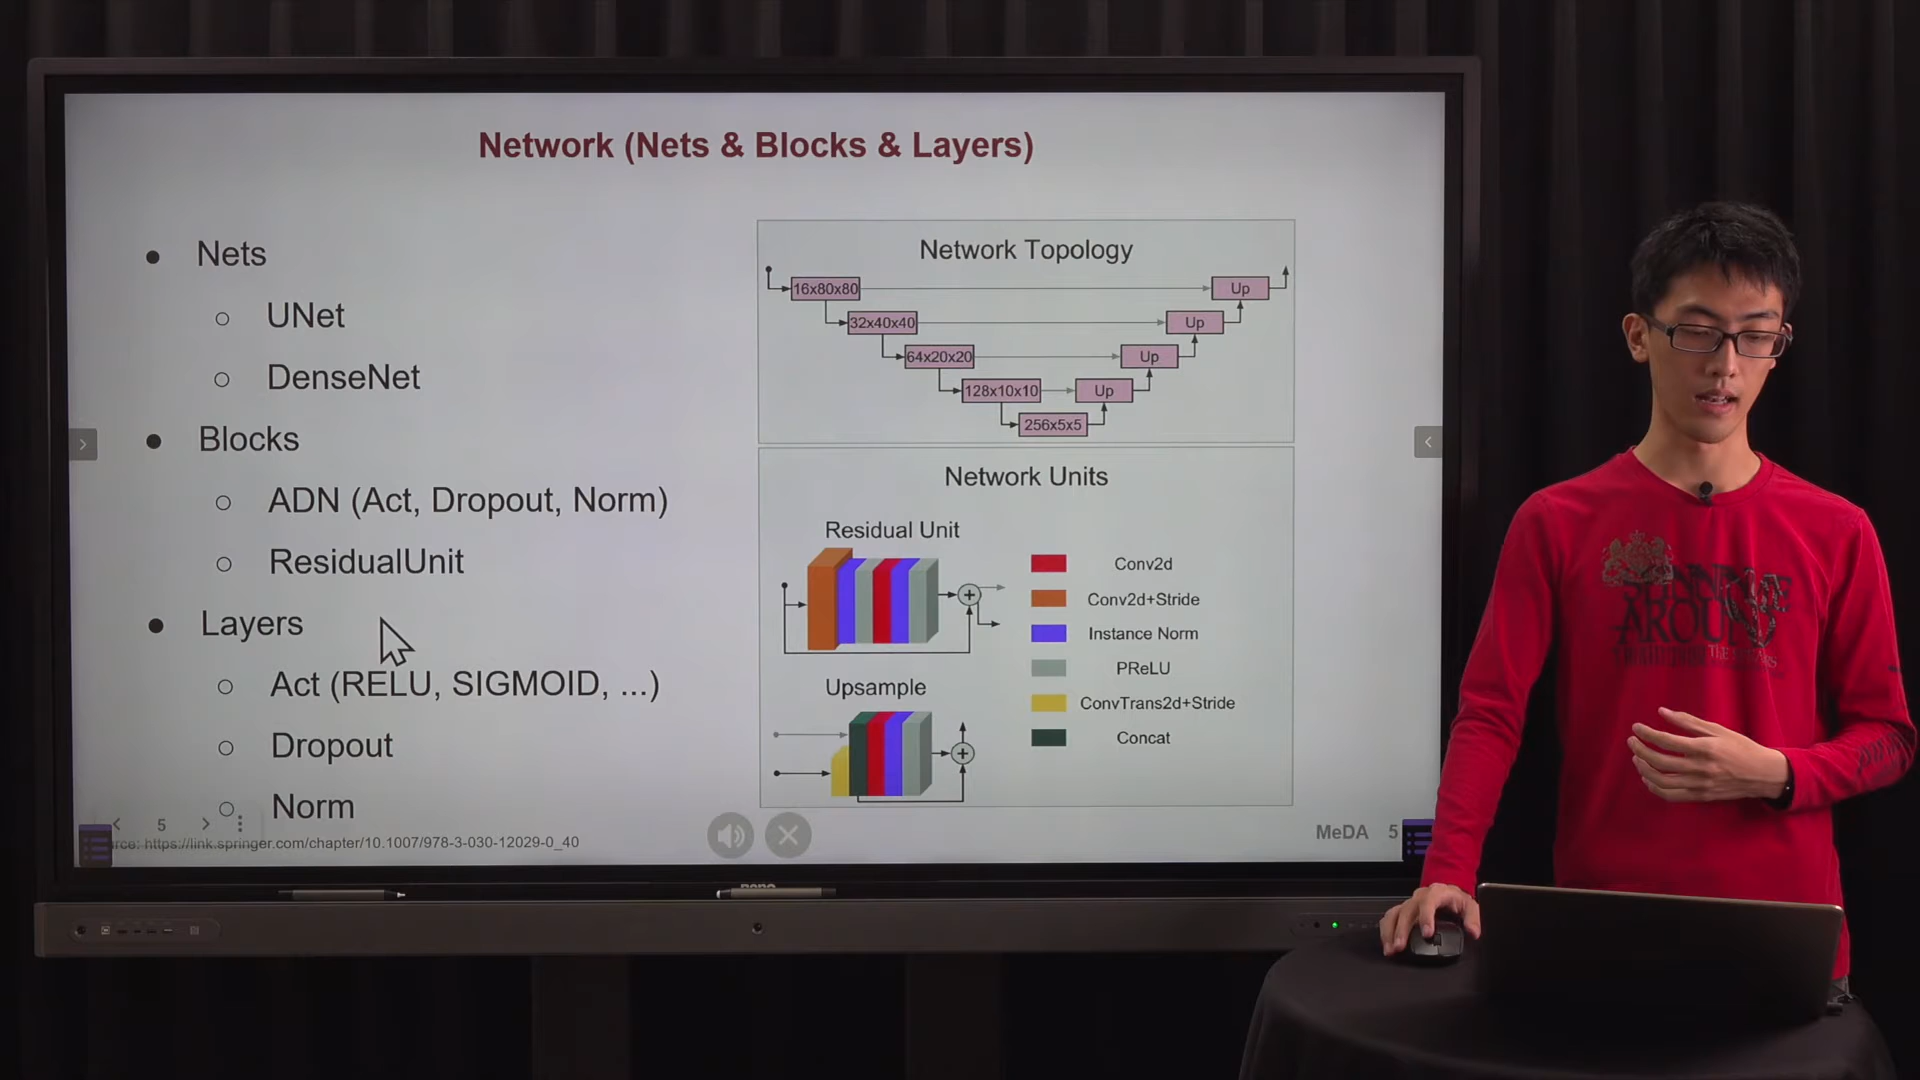 Network (Nets & Blocks & Layers)
Nets
UNet
DenseNet
Blocks
ADN (Act, Dropout, Norm)
ResidualUnit
Layers
Act (RELU, SIGMOID, ...)
Dropout
Norm
5
rce: https://link.springer.com/chapter/10.1007/978-3-030-12029-0_40
Network Topology
16x80x80
Up
32x40x40
Up
64x20x20
Up
128x10x10
Up
256x5x5
Network Units
Residual Unit
Conv2d
Conv2d+Stride
Instance Norm
PReLU
ConvTrans2d+Stride
Concat
Upsample
MeDA 5
AROUND